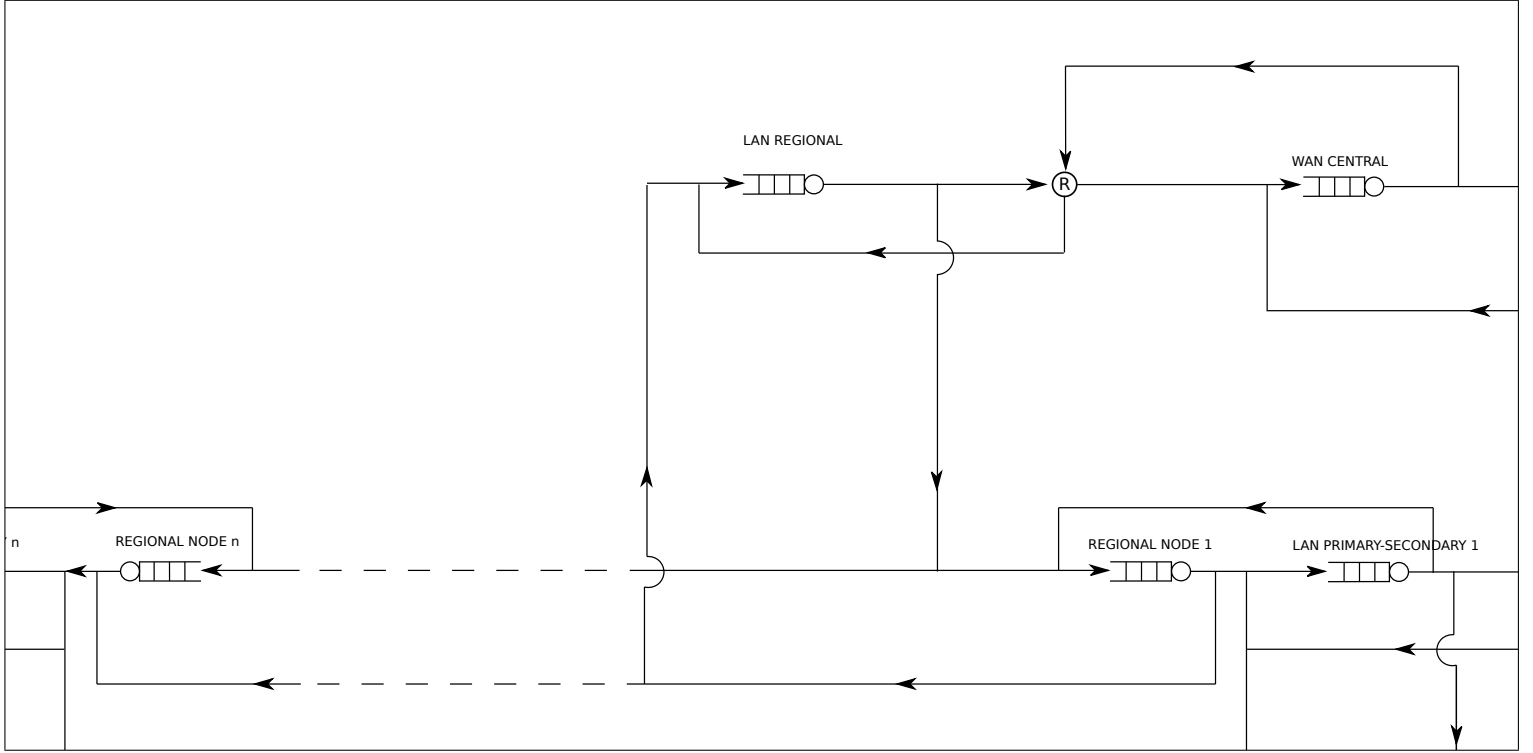 LAN REGIONAL
WAN CENTRAL
R
n
REGIONAL NODE n
REGIONAL NODE 1
LAN PRIMARY-SECONDARY 1